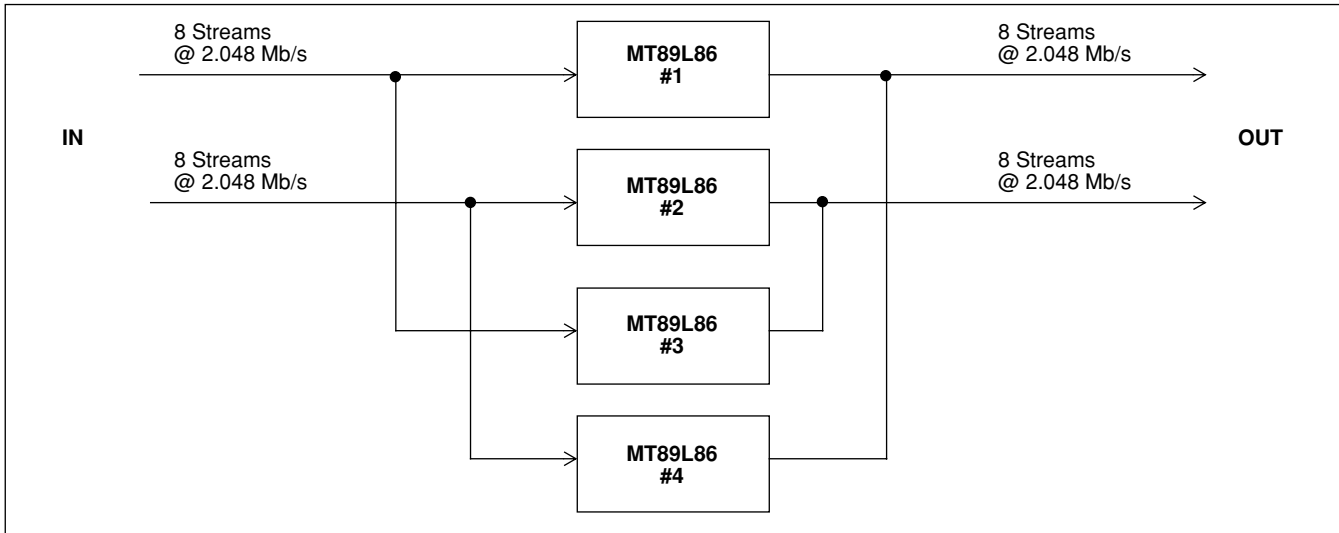 8 Streams
@ 2.048 Mb/s
MT89L86
#1
8 Streams
@ 2.048 Mb/s
IN
OUT
8 Streams
@ 2.048 Mb/s
MT89L86
#2
8 Streams
@ 2.048 Mb/s
MT89L86
#3
MT89L86
#4